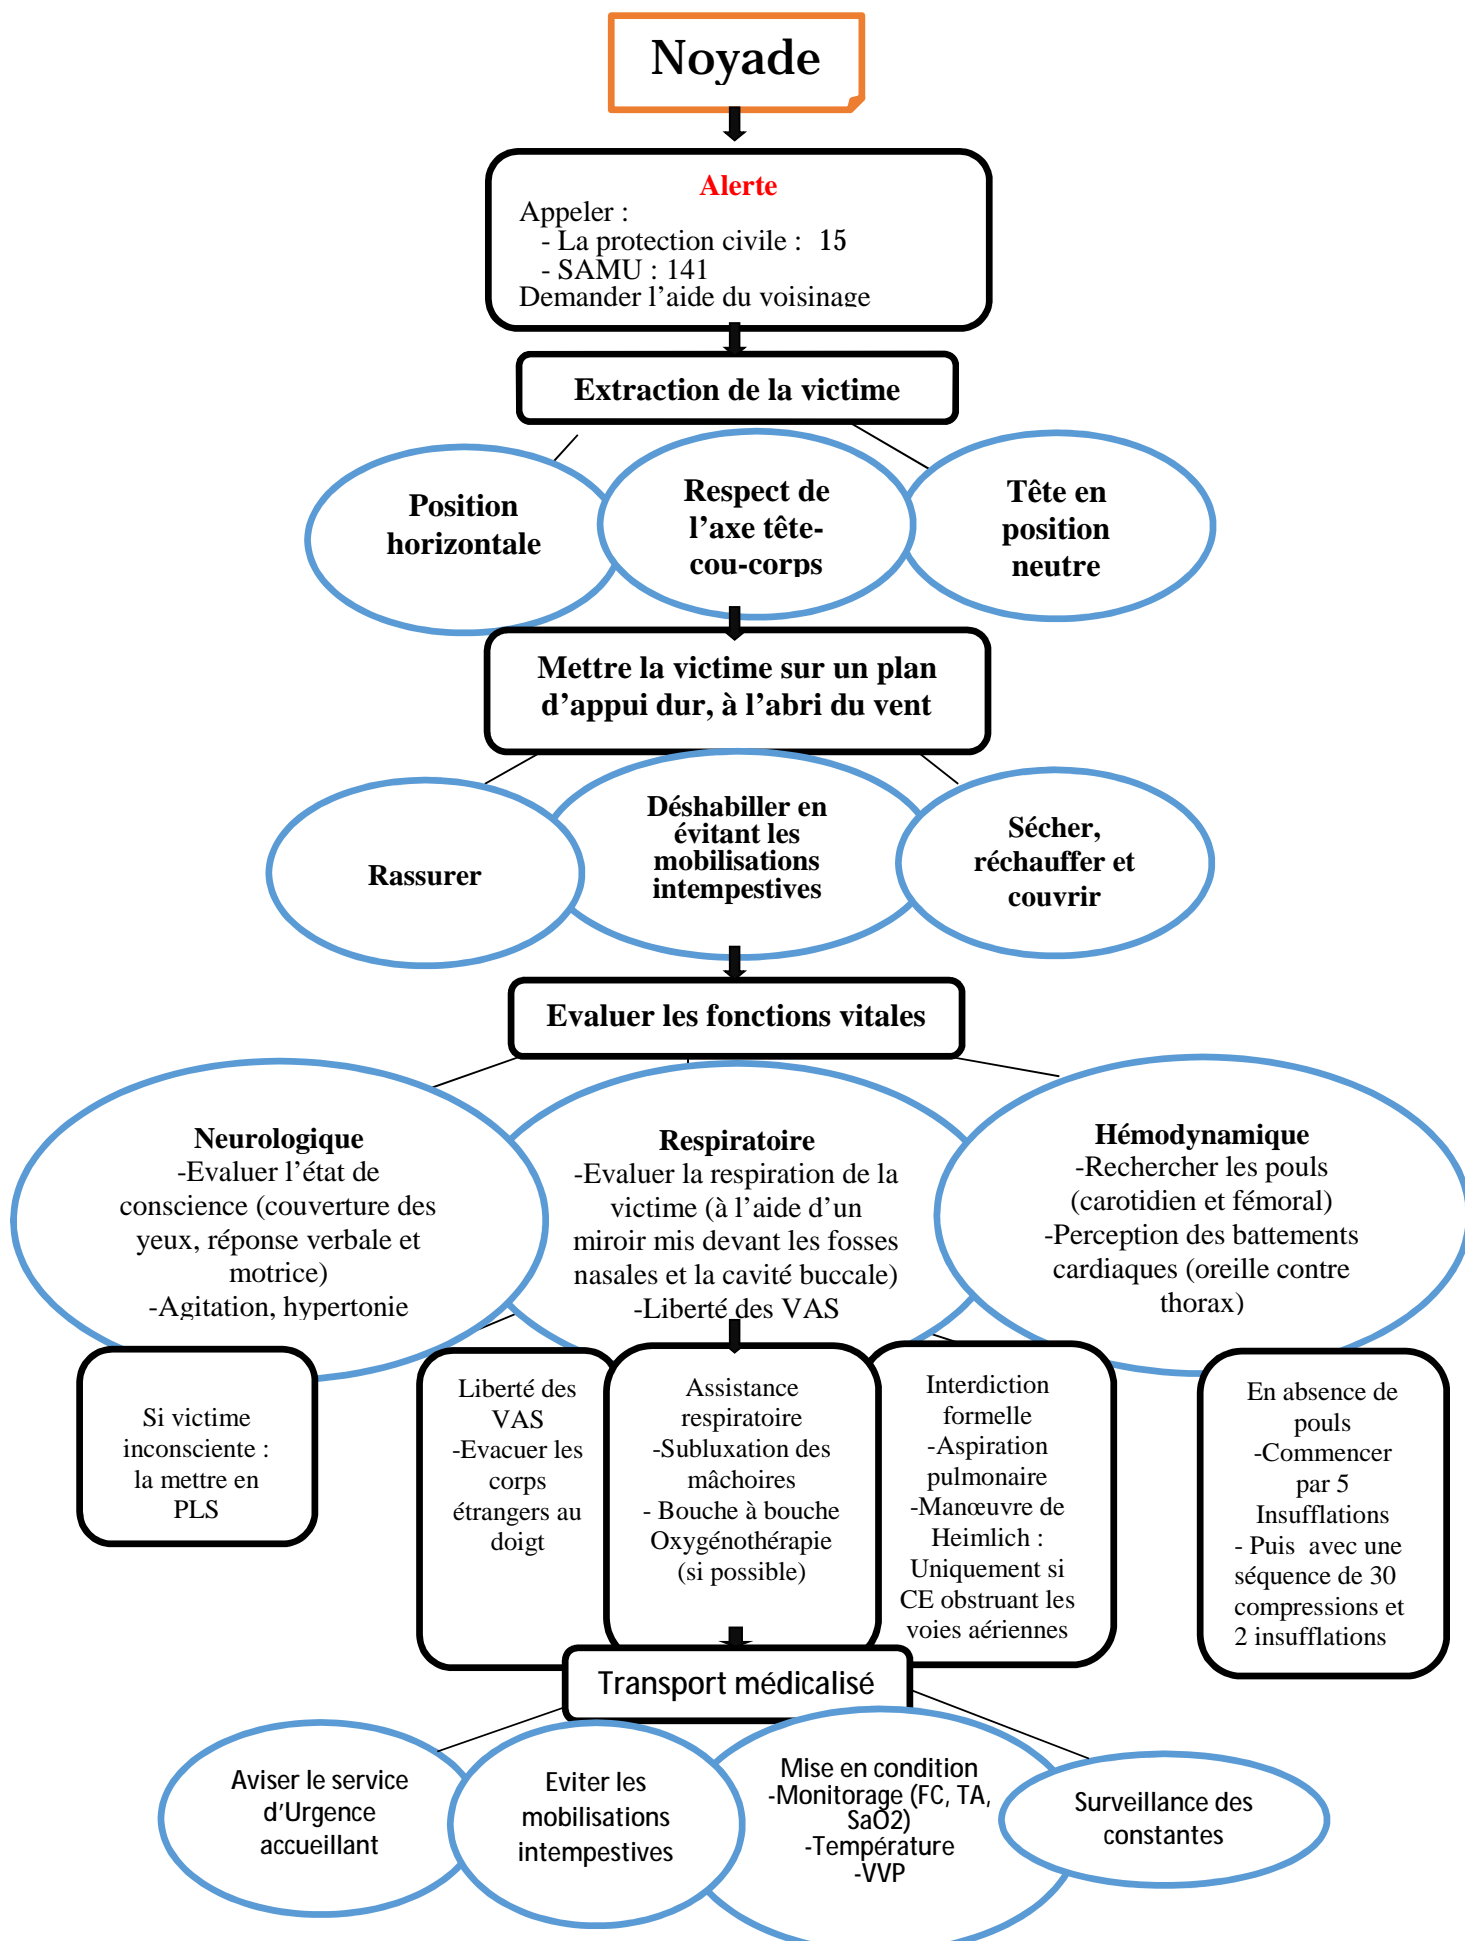 Noyade
Alerte
Appeler :
- La protection civile : 15
- SAMU : 141
Demander l'aide du voisinage
Extraction de la victime
Position
horizontale
Respect de
l'axe tête-
cou-corps
Tête en
position
neutre
Mettre la victime sur un plan
d'appui dur, à l'abri du vent
Rassurer
Déshabiller en
évitant les
mobilisations
intempestives
Sécher,
réchauffer et
couvrir
Evaluer les fonctions vitales
Neurologique
-Evaluer l'état de
conscience (couverture des
yeux, réponse verbale et
motrice)
-Agitation, hypertonie
Respiratoire
-Evaluer la respiration de la
victime (à l'aide d'un
miroir mis devant les fosses
nasales et la cavité buccale)
-Liberté des VAS
Hémodynamique
-Rechercher les pouls
(carotidien et fémoral)
-Perception des battements
cardiaques (oreille contre
thorax)
Si victime
inconsciente :
la mettre en
PLS
Liberté des
VAS
-Evacuer les
corps
étrangers au
doigt
Assistance
respiratoire
-Subluxation des
mâchoires
- Bouche à bouche
Oxygénothérapie
(si possible)
Interdiction
formelle
-Aspiration
pulmonaire
-Manœuvre de
Heimlich :
Uniquement si
CE obstruant les
voies aériennes
En absence de
pouls
-Commencer
par 5
Insufflations
- Puis avec une
séquence de 30
compressions et
2 insufflations
Transport médicalisé
Aviser le service
d'Urgence
accueillant
Eviter les
mobilisations
intempestives
Mise en condition
-Monitorage (FC, TA,
SaO2)
-Température
-VVP
Surveillance des
constantes